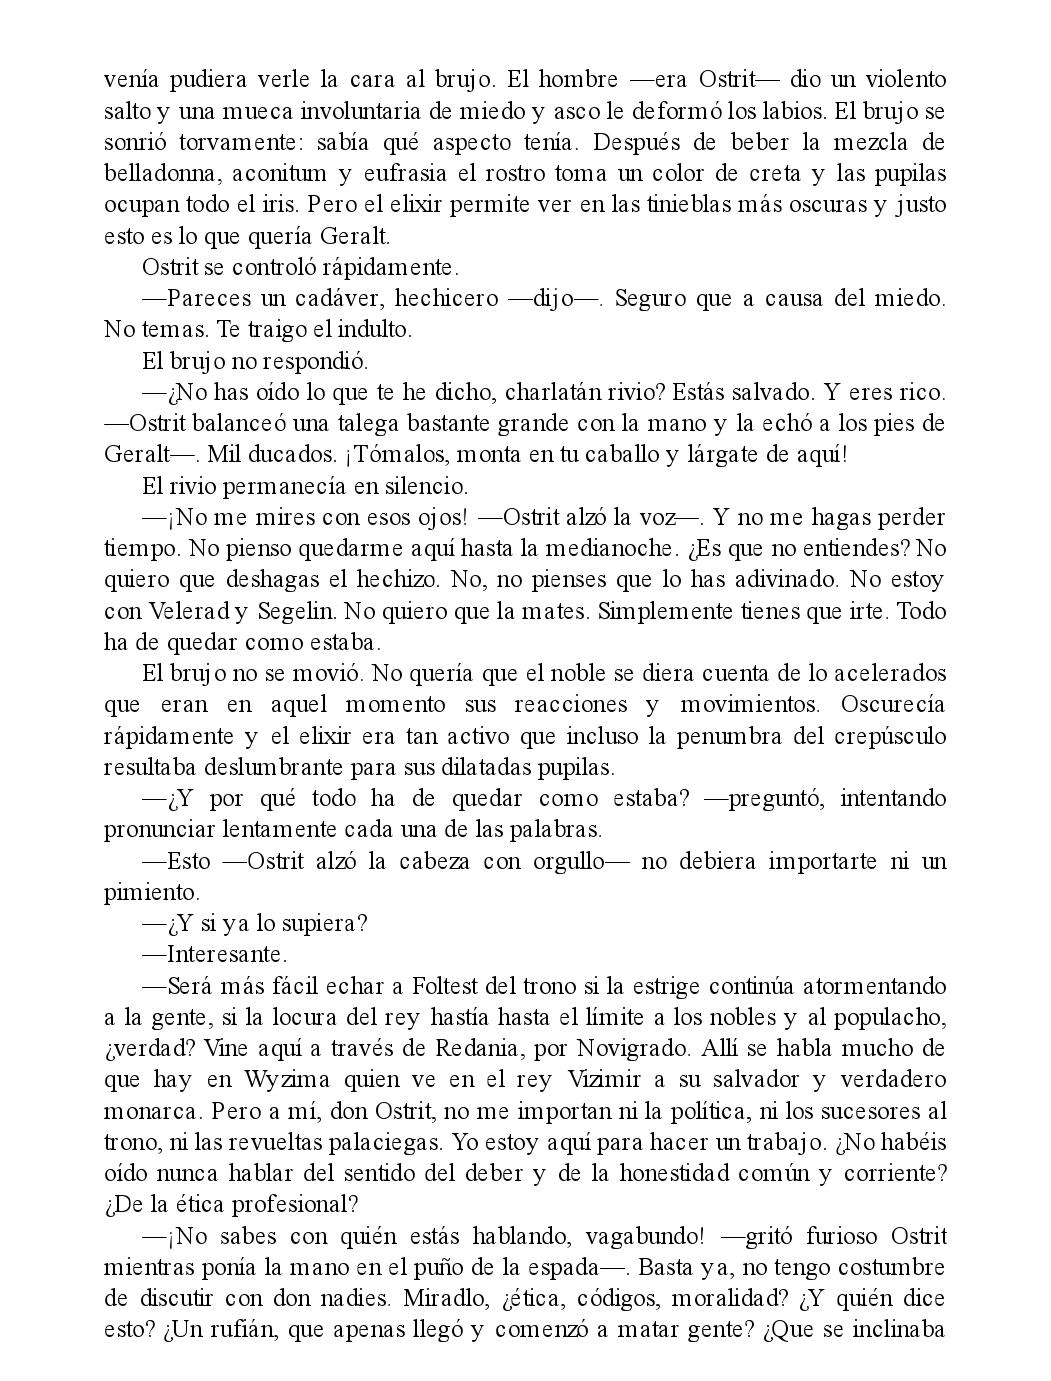 venía pudiera verle la cara al brujo. El hombre —era Ostrit— dio un violento
salto y una mueca involuntaria de miedo y asco le deformó los labios. El brujo se
sonrió torvamente: sabía qué aspecto tenía. Después de beber la mezcla de
belladonna, aconitum y eufrasia el rostro toma un color de creta y las pupilas
ocupan todo el iris. Pero el elixir permite ver en las tinieblas más oscuras y justo
esto es lo que quería Geralt.
Ostrit se controló rápidamente.
—Pareces un cadáver, hechicero —dijo—. Seguro que a causa del miedo.
No temas. Te traigo el indulto.
El brujo no respondió.
—¿No has oído lo que te he dicho, charlatán rivio? Estás salvado. Y eres rico.
—Ostrit balanceó una talega bastante grande con la mano y la echó a los pies de
Geralt—. Mil ducados. ¡Tómalos, monta en tu caballo y lárgate de aquí!
El rivio permanecía en silencio.
—¡No me mires con esos ojos! —Ostrit alzó la voz—. Y no me hagas perder
tiempo. No pienso quedarme aquí hasta la medianoche. ¿Es que no entiendes? No
quiero que deshagas el hechizo. No, no pienses que lo has adivinado. No estoy
con Velerad y Segelin. No quiero que la mates. Simplemente tienes que irte. Todo
ha de quedar como estaba.
El brujo no se movió. No quería que el noble se diera cuenta de lo acelerados
que eran en aquel momento sus reacciones y movimientos. Oscurecía
rápidamente y el elixir era tan activo que incluso la penumbra del crepúsculo
resultaba deslumbrante para sus dilatadas pupilas.
—¿Y por qué todo ha de quedar como estaba? —preguntó, intentando
pronunciar lentamente cada una de las palabras.
—Esto —Ostrit alzó la cabeza con orgullo— no debiera importarte ni un
pimiento.
—¿Y si ya lo supiera?
—Interesante.
—Será más fácil echar a Foltest del trono si la estrige continúa atormentando
a la gente, si la locura del rey hastía hasta el límite a los nobles y al populacho,
¿verdad? Vine aquí a través de Redania, por Novigrado. Allí se habla mucho de
que hay en Wyzima quien ve en el rey Vizimir a su salvador y verdadero
monarca. Pero a mí, don Ostrit, no me importan ni la política, ni los sucesores al
trono, ni las revueltas palaciegas. Yo estoy aquí para hacer un trabajo. ¿No habéis
oído nunca hablar del sentido del deber y de la honestidad común y corriente?
¿De la ética profesional?
—¡No sabes con quién estás hablando, vagabundo! —gritó furioso Ostrit
mientras ponía la mano en el puño de la espada—. Basta ya, no tengo costumbre
de discutir con don nadies. Miradlo, ¿ética, códigos, moralidad? ¿Y quién dice
esto? ¿Un rufián, que apenas llegó y comenzó a matar gente? ¿Que se inclinaba